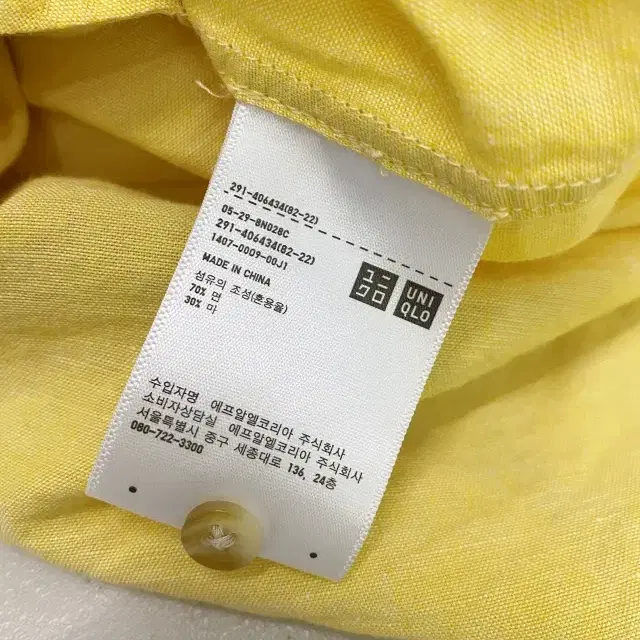 291-406434(82-22)
05-29-8N028C
291-406434(82-22)
1407-0009-00J1
MADE IN CHINA
섬유의 조성(혼용율)
70% 면
30% 마
ユニ
クロ
UNI
QLO
수입자명 에프알엘코리아 주식회사
소비자상담실 에프알엘코리아 주식회사
서울특별시 중구 세종대로 136, 24층
080-722-3300